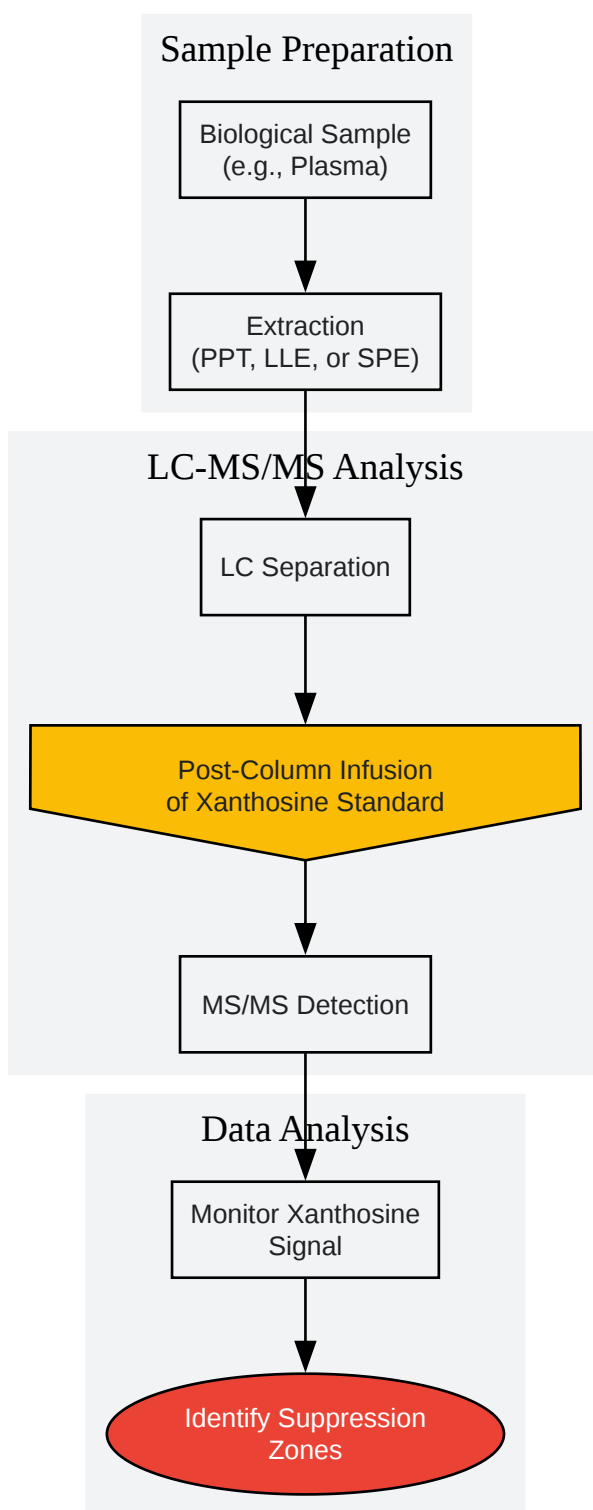 Sample Preparation
Biological Sample
(e.g., Plasma)
Extraction
(PPT, LLE, or SPE)
LC-MS/MS Analysis
LC Separation
Post-Column Infusion
of Xanthosine Standard
MS/MS Detection
Data Analysis
Monitor Xanthosine
Signal
Identify Suppression
Zones